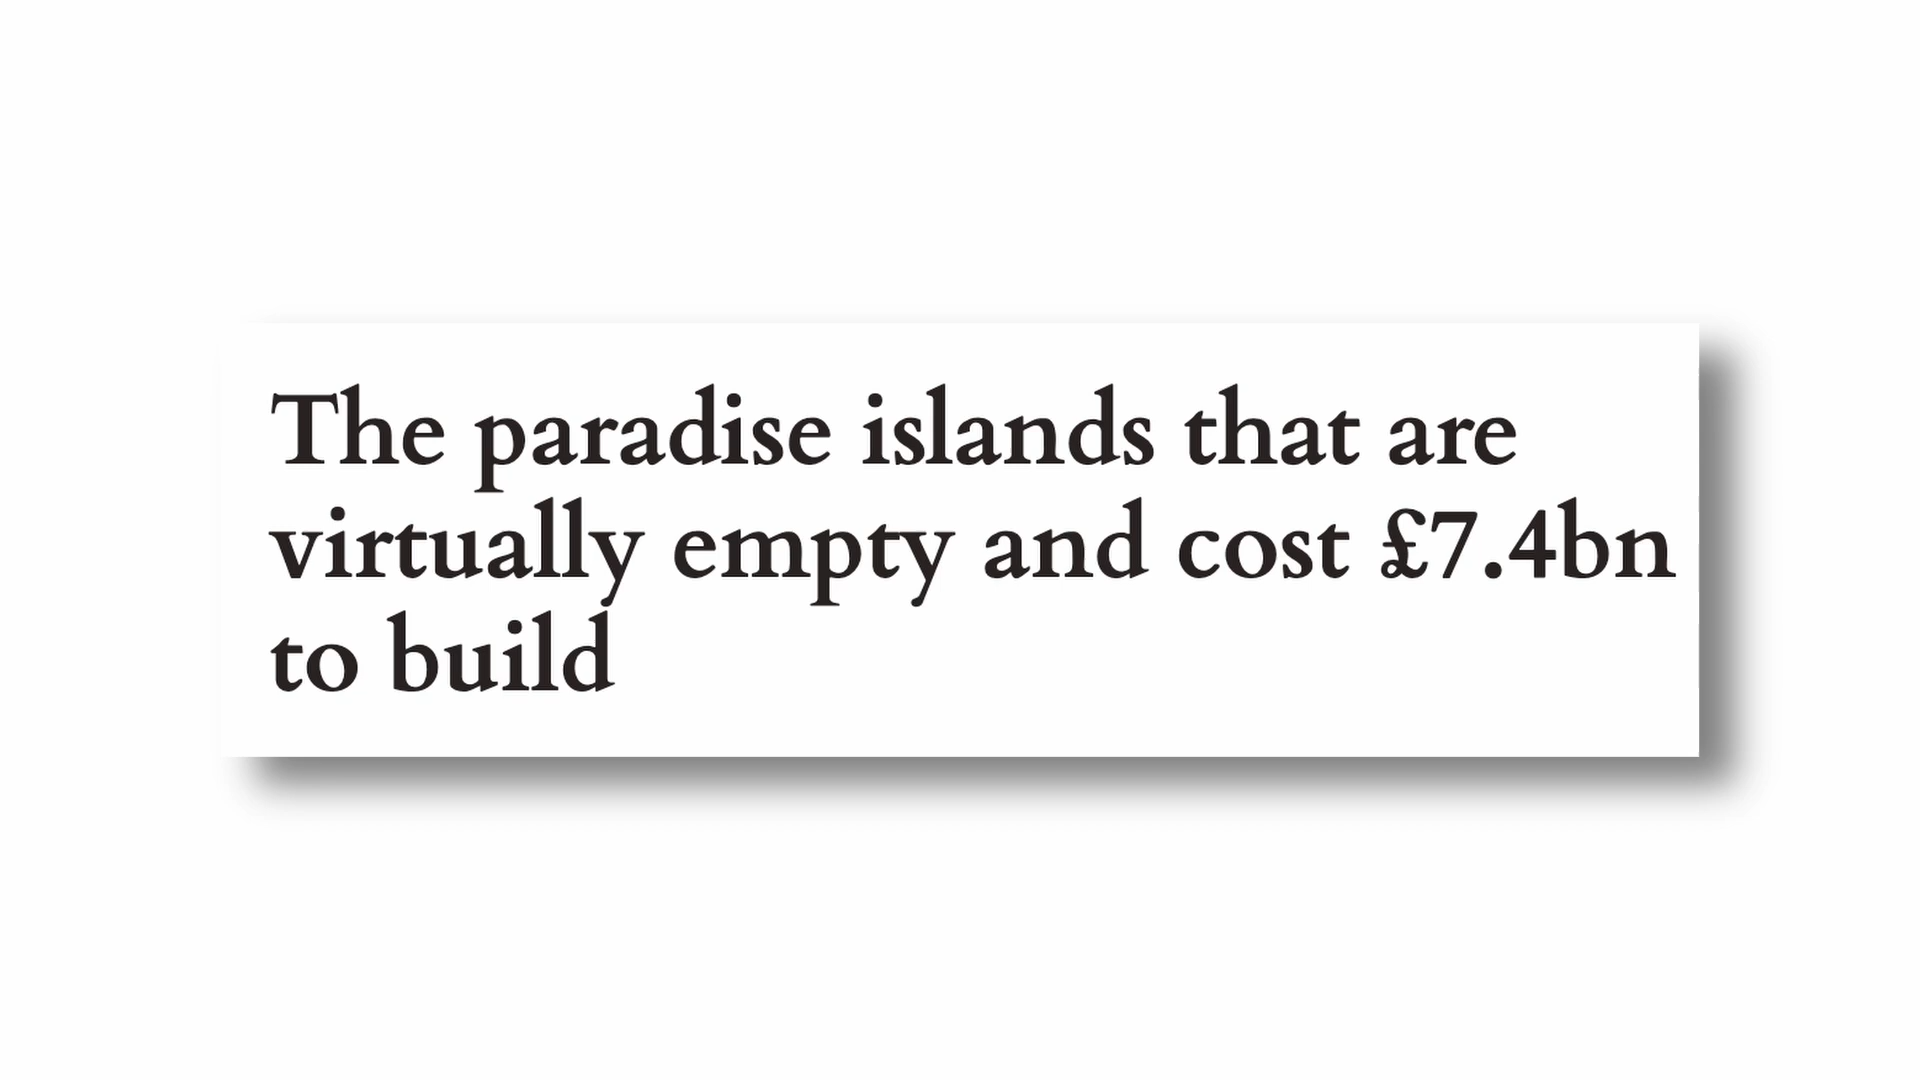 The paradise islands that are
virtually empty and cost £7.4bn
to build